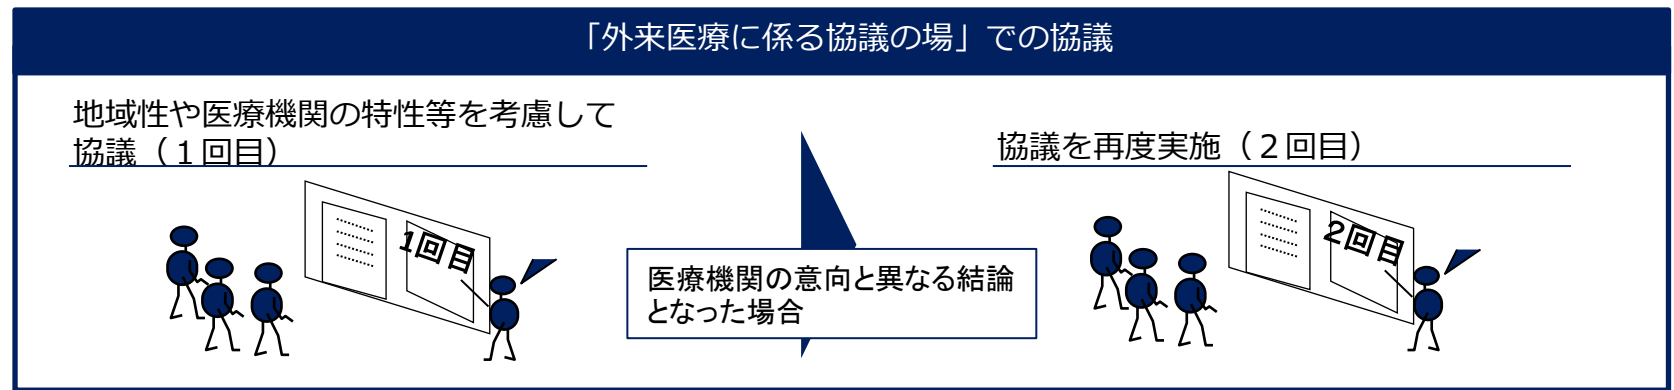 「外来医療に係る協議の場」での協議
地域性や医療機関の特性等を考慮して
協議（１回目）
1回目
医療機関の意向と異なる結論
となった場合
協議を再度実施（２回目）
2回目